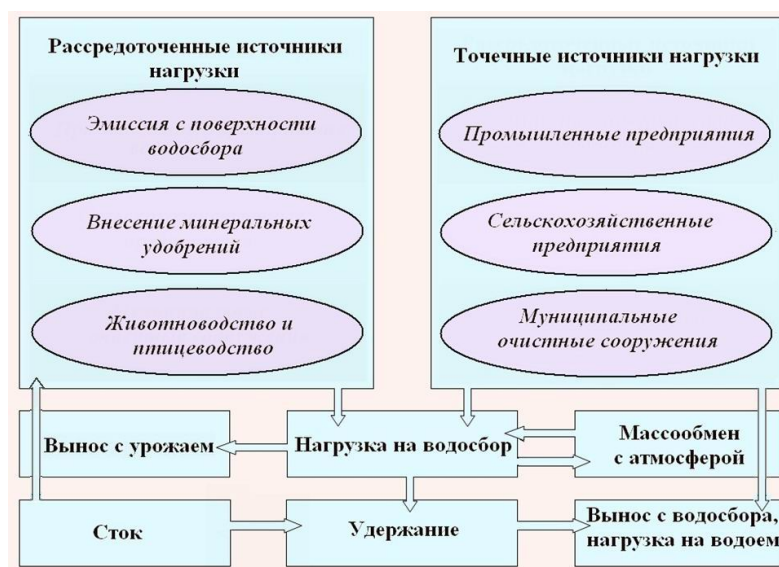 Рассредоточенные источники
нагрузки
Эмиссия с поверхности
водосбора
Внесение минеральных
удобрений
Животноводство и
птицеводство
Точечные источники нагрузки
Промышленные предприятия
Сельскохозяйственные
предприятия
Муниципальные
очистные сооружения
Вынос с урожаем
Нагрузка на водосбор
Массообмен
с атмосферой
Сток
Удержание
Вынос с водосбора,
нагрузка на водоем